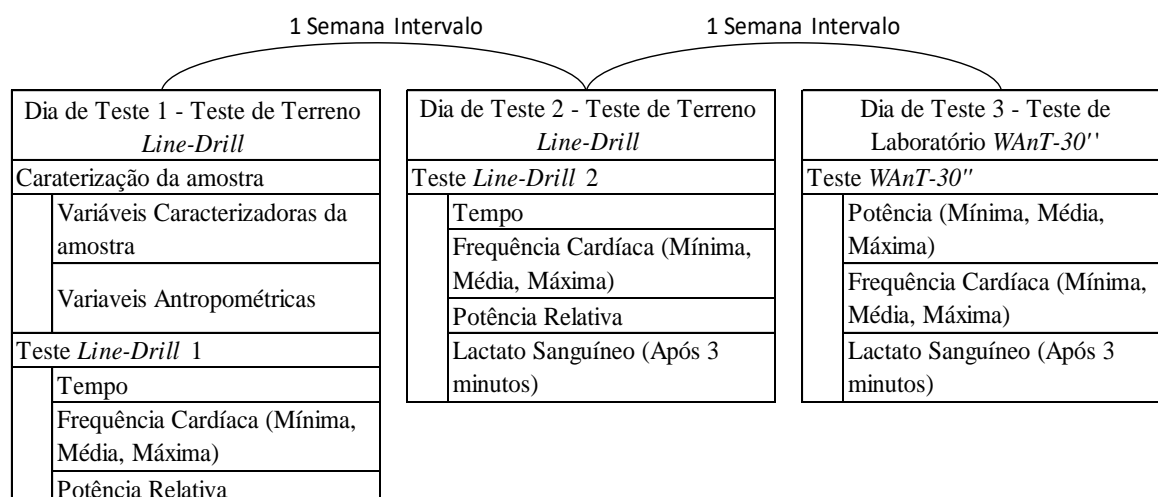 1 Semana Intervalo
1 Semana Intervalo
Dia de Teste 1 - Teste de Terreno
Line-Drill
Caraterização da amostra
Variáveis Caracterizadoras da
amostra
Variaveis Antropométricas
Teste Line-Drill 1
Tempo
Frequência Cardíaca (Mínima,
Média, Máxima)
Potência Relativa
Dia de Teste 2 - Teste de Terreno
Line-Drill
Teste Line-Drill 2
Tempo
Frequência Cardíaca (Mínima,
Média, Máxima)
Potência Relativa
Lactato Sanguíneo (Após 3
minutos)
Dia de Teste 3 - Teste de
Laboratório WAnT-30''
Teste WAnT-30"
Potência (Mínima, Média,
Máxima)
Frequência Cardíaca (Mínima,
Média, Máxima)
Lactato Sanguíneo (Após 3
minutos)